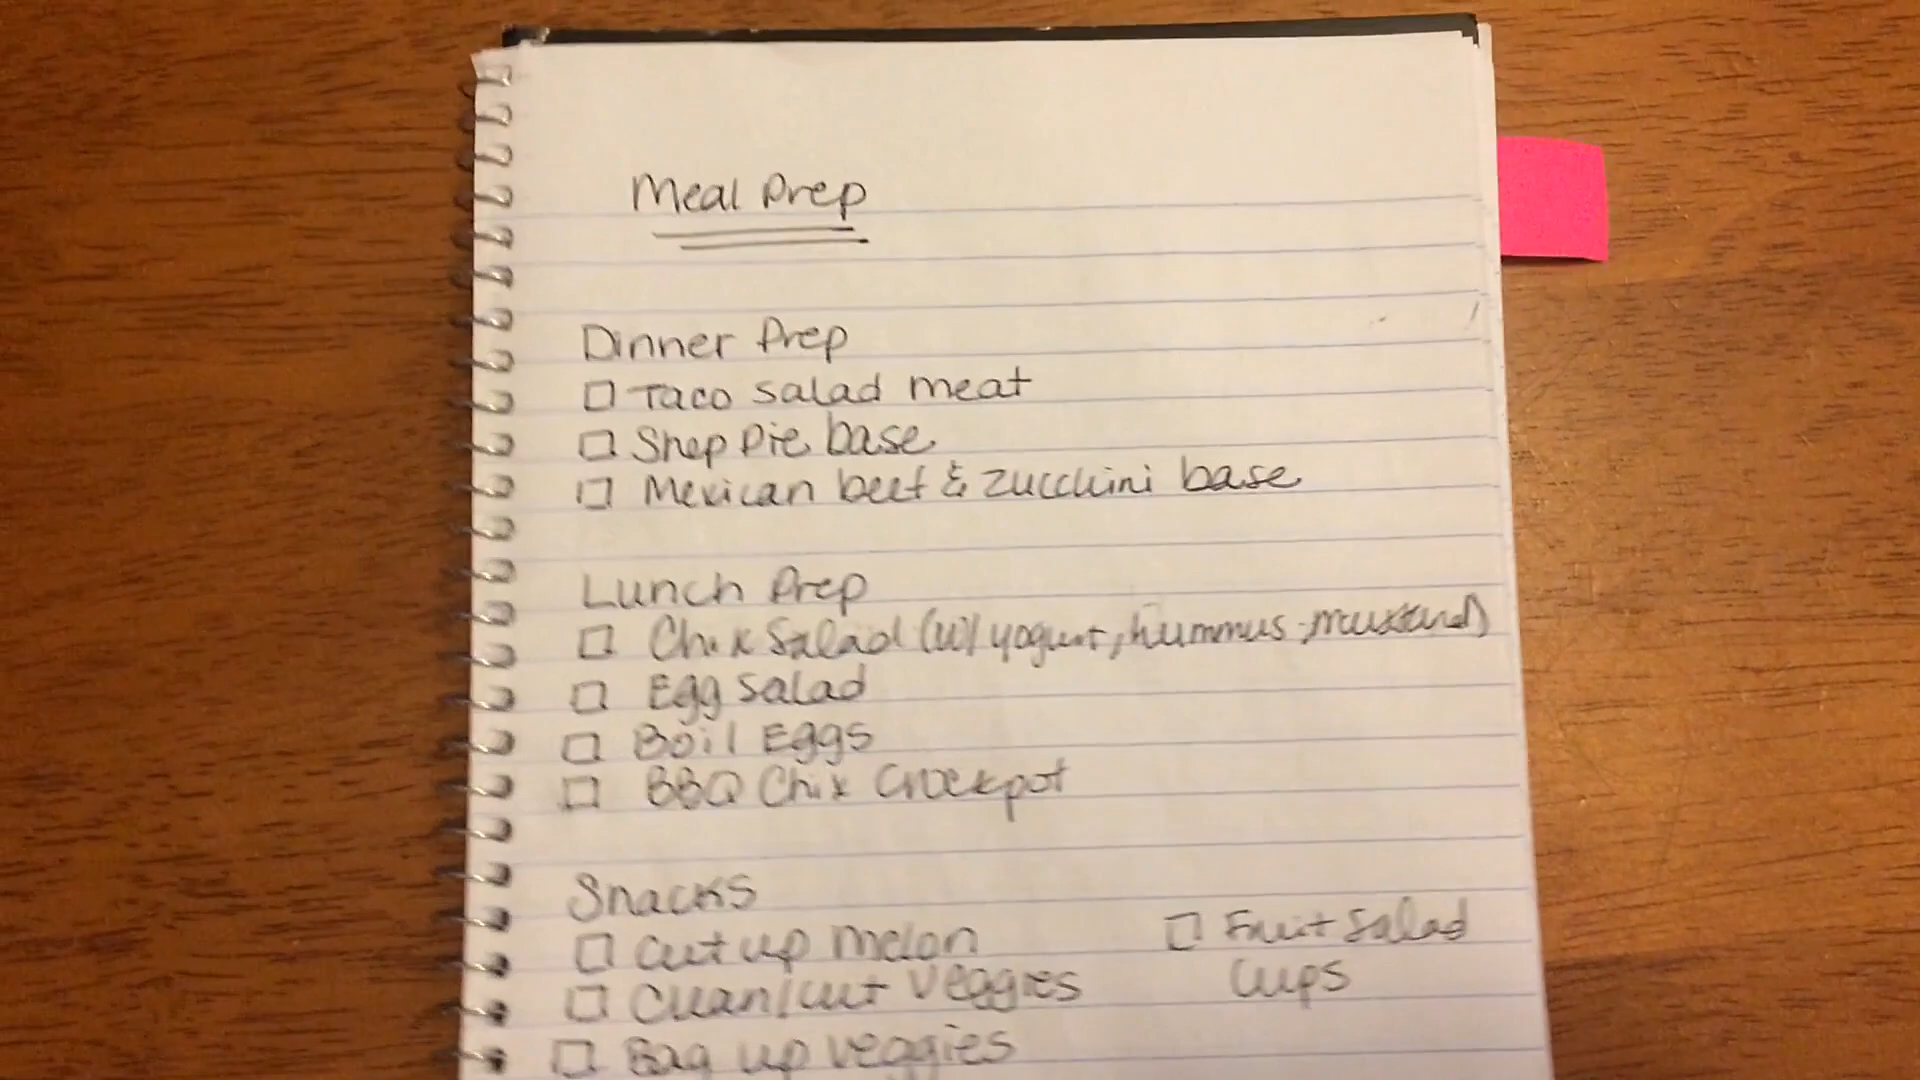 Meal Prep
Dinner Prep
Taco salad meat
Shep Pie base
Mexican beef & zucchini base
Lunch Prep
Chix Salad (w/ yogurt, hummus, mustard)
Egg Salad
Boil Eggs
BBQ Chix Crockpot
Snacks
Cut up melon
Clean/cut veggies
Bag up veggies
Fruit Salad
Cups